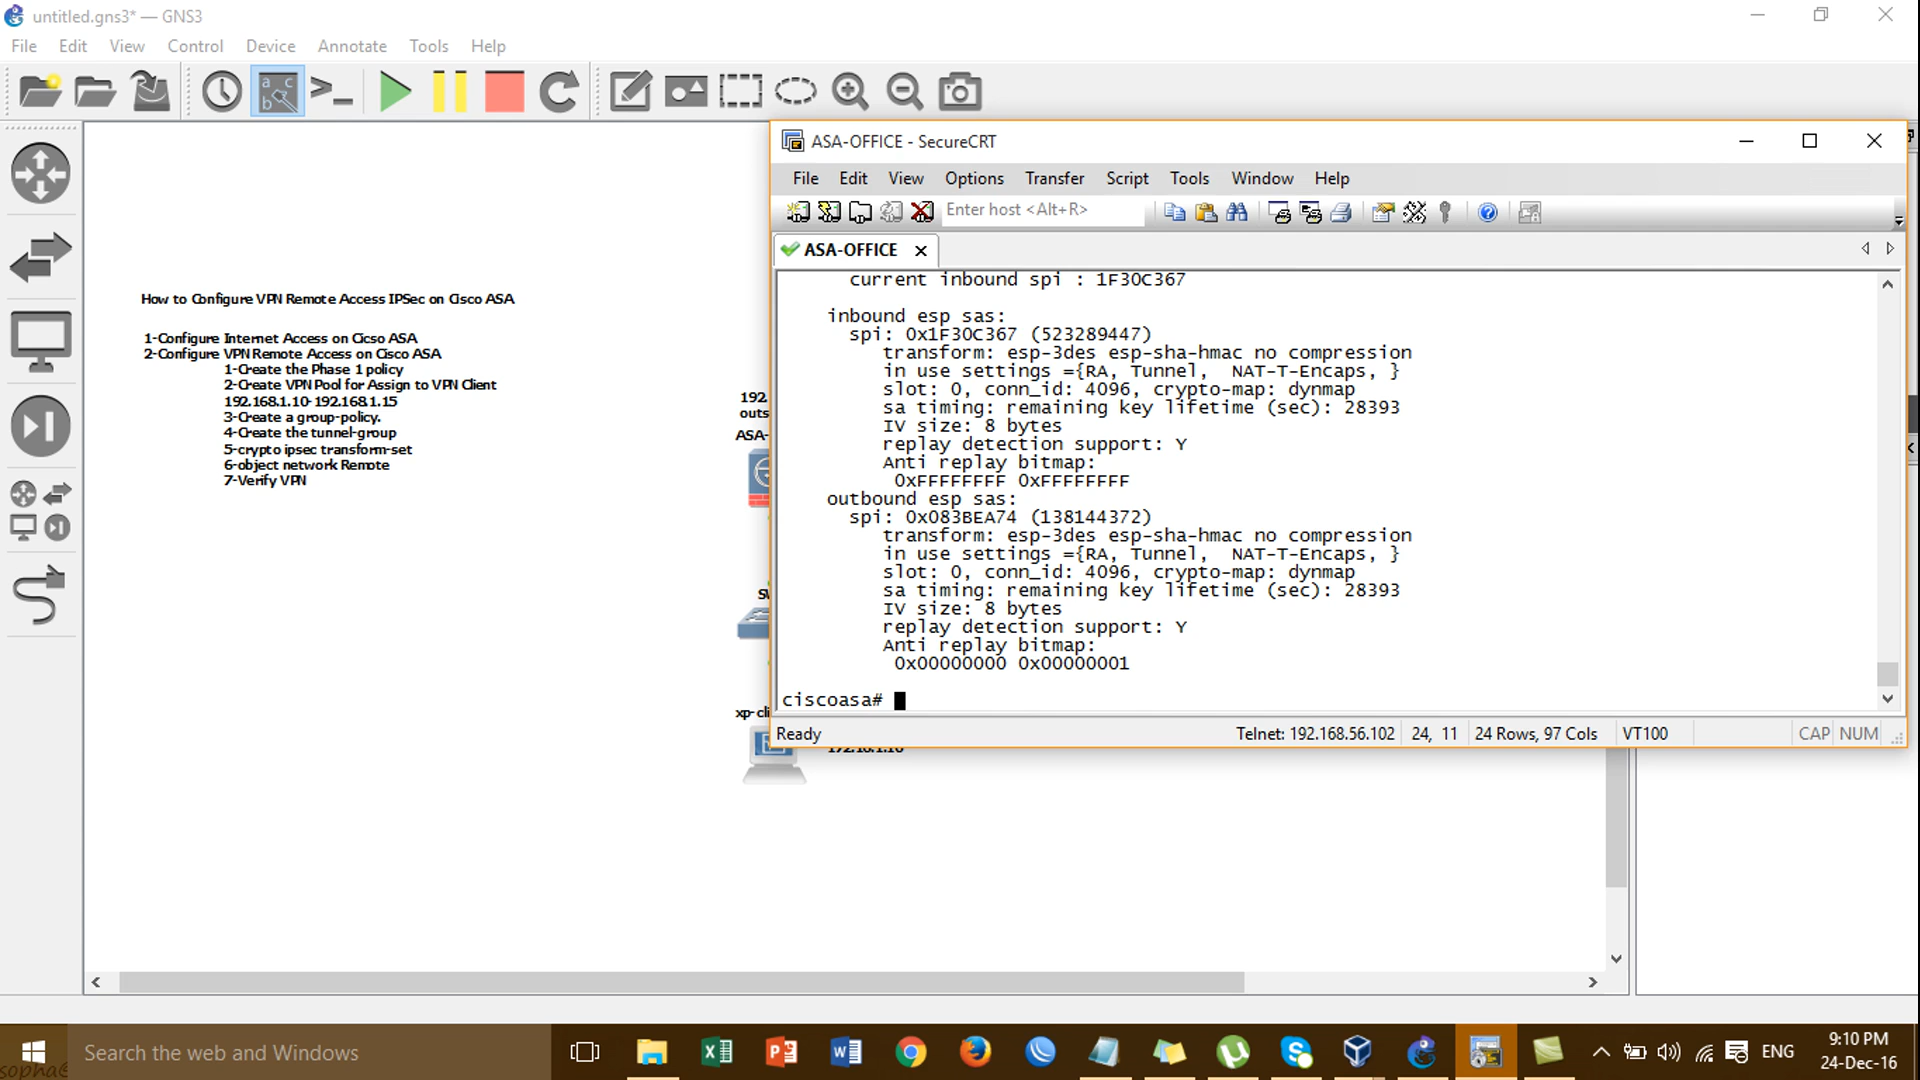 untitled.gns3* — GNS3
File Edit View Control Device Annotate Tools Help
How to Configure VPN Remote Access IPSec on Cisco ASA
1-Configure Internet Access on Cicso ASA
2-Configure VPN Remote Access on Cisco ASA
1-Create the Phase 1 policy
2-Create VPN Pool for Assign to VPN Client
192.168.1.10-192.168.1.15
3-Create a group-policy.
4-Create the tunnel-group
5-crypto ipsec transform-set
6-object network Remote
7-Verify VPN
192.
outs
ASA-
SV
xp-cli
ASA-OFFICE - SecureCRT
File Edit View Options Transfer Script Tools Window Help
Enter host <Alt+R>
ASA-OFFICE
current inbound spi : 1F30C367
inbound esp sas:
spi: 0x1F30C367 (523289447)
transform: esp-3des esp-sha-hmac no compression
in use settings ={RA, Tunnel, NAT-T-Encaps, }
slot: 0, conn_id: 4096, crypto-map: dynmap
sa timing: remaining key lifetime (sec): 28393
IV size: 8 bytes
replay detection support: Y
Anti replay bitmap:
0xFFFFFFFF 0xFFFFFFFF
outbound esp sas:
spi: 0x083BEA74 (138144372)
transform: esp-3des esp-sha-hmac no compression
in use settings ={RA, Tunnel, NAT-T-Encaps, }
slot: 0, conn_id: 4096, crypto-map: dynmap
sa timing: remaining key lifetime (sec): 28393
IV size: 8 bytes
replay detection support: Y
Anti replay bitmap:
0x00000000 0x00000001
ciscoasa#
Ready Telnet: 192.168.56.102 24, 11 24 Rows, 97 Cols VT100 CAP NUM
Search the web and Windows
ENG
9:10 PM
24-Dec-16